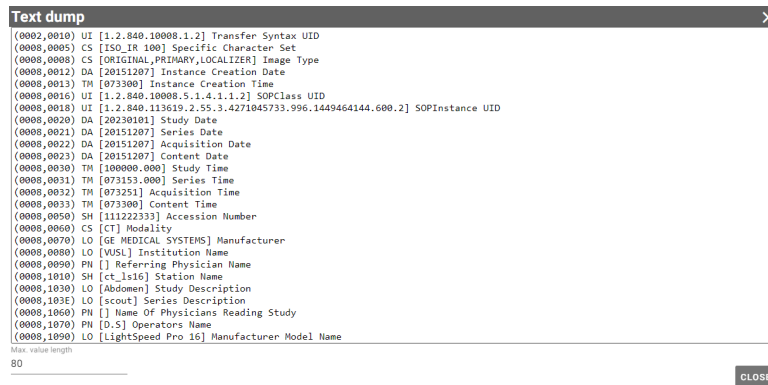 Text dump
(0002,0010) UI [1.2.840.10008.1.2] Transfer Syntax UID
(0008,0005) CS [ISO_IR 100] Specific Character Set
(0008,0008) CS [ORIGINAL,PRIMARY,LOCALIZER] Image Type
(0008,0012) DA [20151207] Instance Creation Date
(0008,0013) TM [073300] Instance Creation Time
(0008,0016) UI [1.2.840.10008.5.1.4.1.1.2] SOPClass UID
(0008,0018) UI [1.2.840.113619.2.55.3.4271045733.996.1449464144.600.2] SOPInstance UID
(0008,0020) DA [20230101] Study Date
(0008,0021) DA [20151207] Series Date
(0008,0022) DA [20151207] Acquisition Date
(0008,0023) DA [20151207] Content Date
(0008,0030) TM [100000.000] Study Time
(0008,0031) TM [073153.000] Series Time
(0008,0032) TM [073251] Acquisition Time
(0008,0033) TM [073300] Content Time
(0008,0050) SH [111222333] Accession Number
(0008,0060) CS [CT] Modality
(0008,0070) LO [GE MEDICAL SYSTEMS] Manufacturer
(0008,0080) LO [VUSL] Institution Name
(0008,0090) PN [] Referring Physician Name
(0008,1010) SH [ct_ls16] Station Name
(0008,1030) LO [Abdomen] Study Description
(0008,103E) LO [scout] Series Description
(0008,1060) PN [] Name Of Physicians Reading Study
(0008,1070) PN [D.S] Operators Name
(0008,1090) LO [LightSpeed Pro 16] Manufacturer Model Name
Max. value length
80
CLOSE